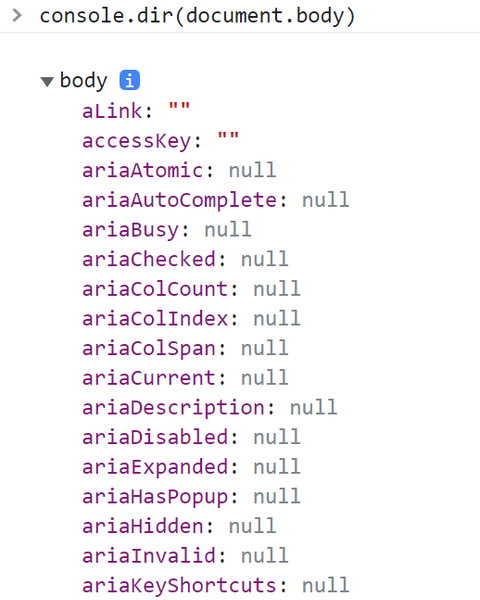 > console.dir(document.body)
▼ body i
aLink: ""
accessKey: ""
ariaAtomic: null
ariaAutoComplete: null
ariaBusy: null
ariaChecked: null
ariaColCount: null
ariaColIndex: null
ariaColSpan: null
ariaCurrent: null
ariaDescription: null
ariaDisabled: null
ariaExpanded: null
ariaHasPopup: null
ariaHidden: null
ariaInvalid: null
ariaKeyShortcuts: null